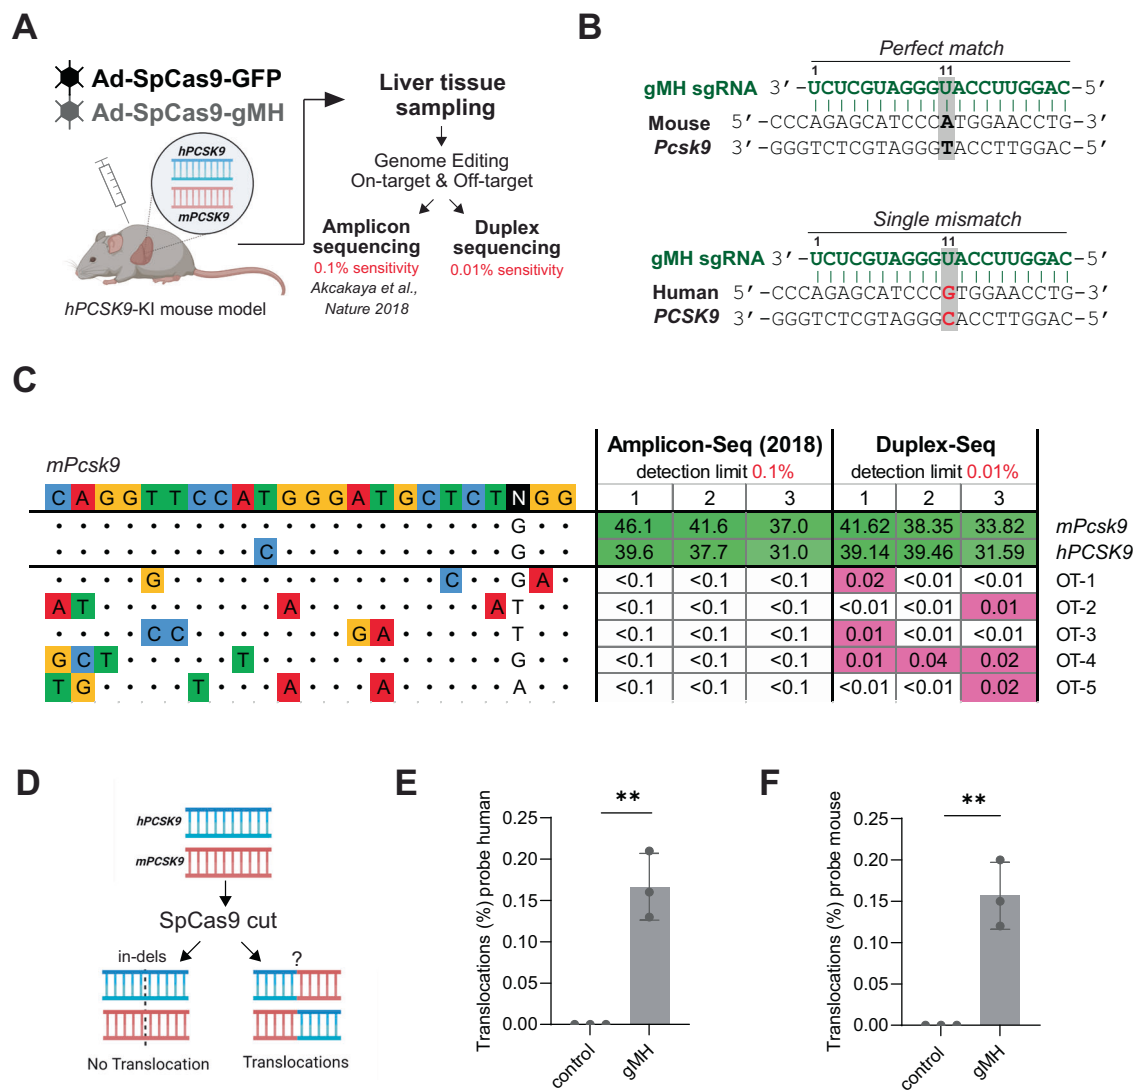 A
Ad-SpCas9-GFP
Ad-SpCas9-gMH
hPCSK9
mPCSK9
hPCSK9-KI mouse model
Liver tissue
sampling
Genome Editing
On-target & Off-target
Amplicon
sequencing
0.1% sensitivity
Akcakaya et al.,
Nature 2018
Duplex
sequencing
0.01% sensitivity
B
Perfect match
1 11
gMH sgRNA 3′-UCUCGUAGGGUACCUUGGAC-5′
Mouse 5′-CCCAGAGCATCCCATGGAACCTG-3′
Pcsk9 3′-GGGTCTCGTAGGGTACCTTGGAC-5′
Single mismatch
1 11
gMH sgRNA 3′-UCUCGUAGGGUACCUUGGAC-5′
Human 5′-CCCAGAGCATCCCGTGGAACCTG-3′
PCSK9 3′-GGGTCTCGTAGGGCACCTTGGAC-5′
C
Amplicon-Seq (2018) Duplex-Seq
mPcsk9 detection limit 0.1% detection limit 0.01%
C A G G T T C C A T G G G A T G C T C T N G G 1 2 3 1 2 3
· · · · · · · · · · · · · · · · · · · · G · · 46.1 41.6 37.0 41.62 38.35 33.82 mPcsk9
· · · · · · · · · C · · · · · · · · · · G · · 39.6 37.7 31.0 39.14 39.46 31.59 hPCSK9
· · · · G · · · · · · · · · · · · C · · G A · <0.1 <0.1 <0.1 0.02 <0.01 <0.01 OT-1
A T · · · · · · · · A · · · · · · · · A T · · <0.1 <0.1 <0.1 <0.01 <0.01 0.01 OT-2
· · · · C C · · · · · · · G A · · · · · T · · <0.1 <0.1 <0.1 0.01 <0.01 <0.01 OT-3
G C T · · · · · T · · · · · · · · · · · G · · <0.1 <0.1 <0.1 0.01 0.04 0.02 OT-4
T G · · · · T · · · A · · · A · · · · · A · · <0.1 <0.1 <0.1 <0.01 <0.01 0.02 OT-5
D
hPCSK9
mPCSK9
SpCas9 cut
in-dels
?
No Translocation
Translocations
E
Translocations (%) probe human
**
0.25
0.20
0.15
0.10
0.05
0.00
control
gMH
F
Translocations (%) probe mouse
**
0.25
0.20
0.15
0.10
0.05
0.00
control
gMH